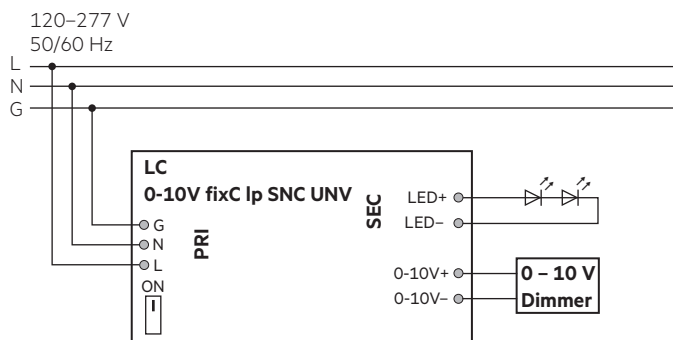 120–277 V
50/60 Hz
L
N
G
LC
0-10V fixC lp SNC UNV
PRI
SEC
G
N
L
ON
LED+
LED–
0-10V+
0-10V–
0 – 10 V
Dimmer